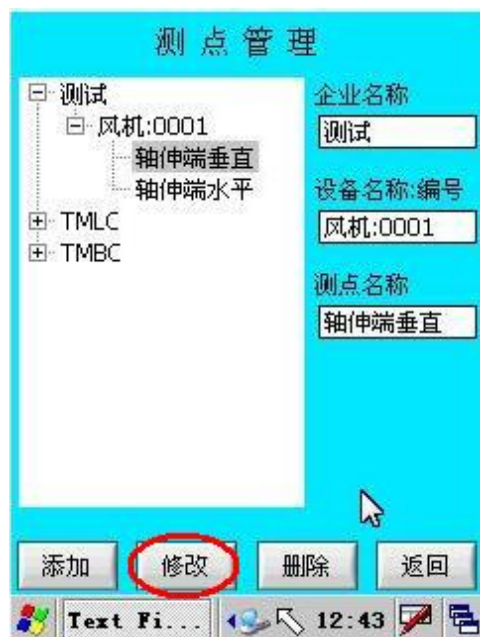 测点管理
测试
风机:0001
轴伸端垂直
轴伸端水平
TMLC
TMBC
企业名称
测试
设备名称:编号
风机:0001
测点名称
轴伸端垂直
添加
修改
删除
返回
Text Fi...
12:43